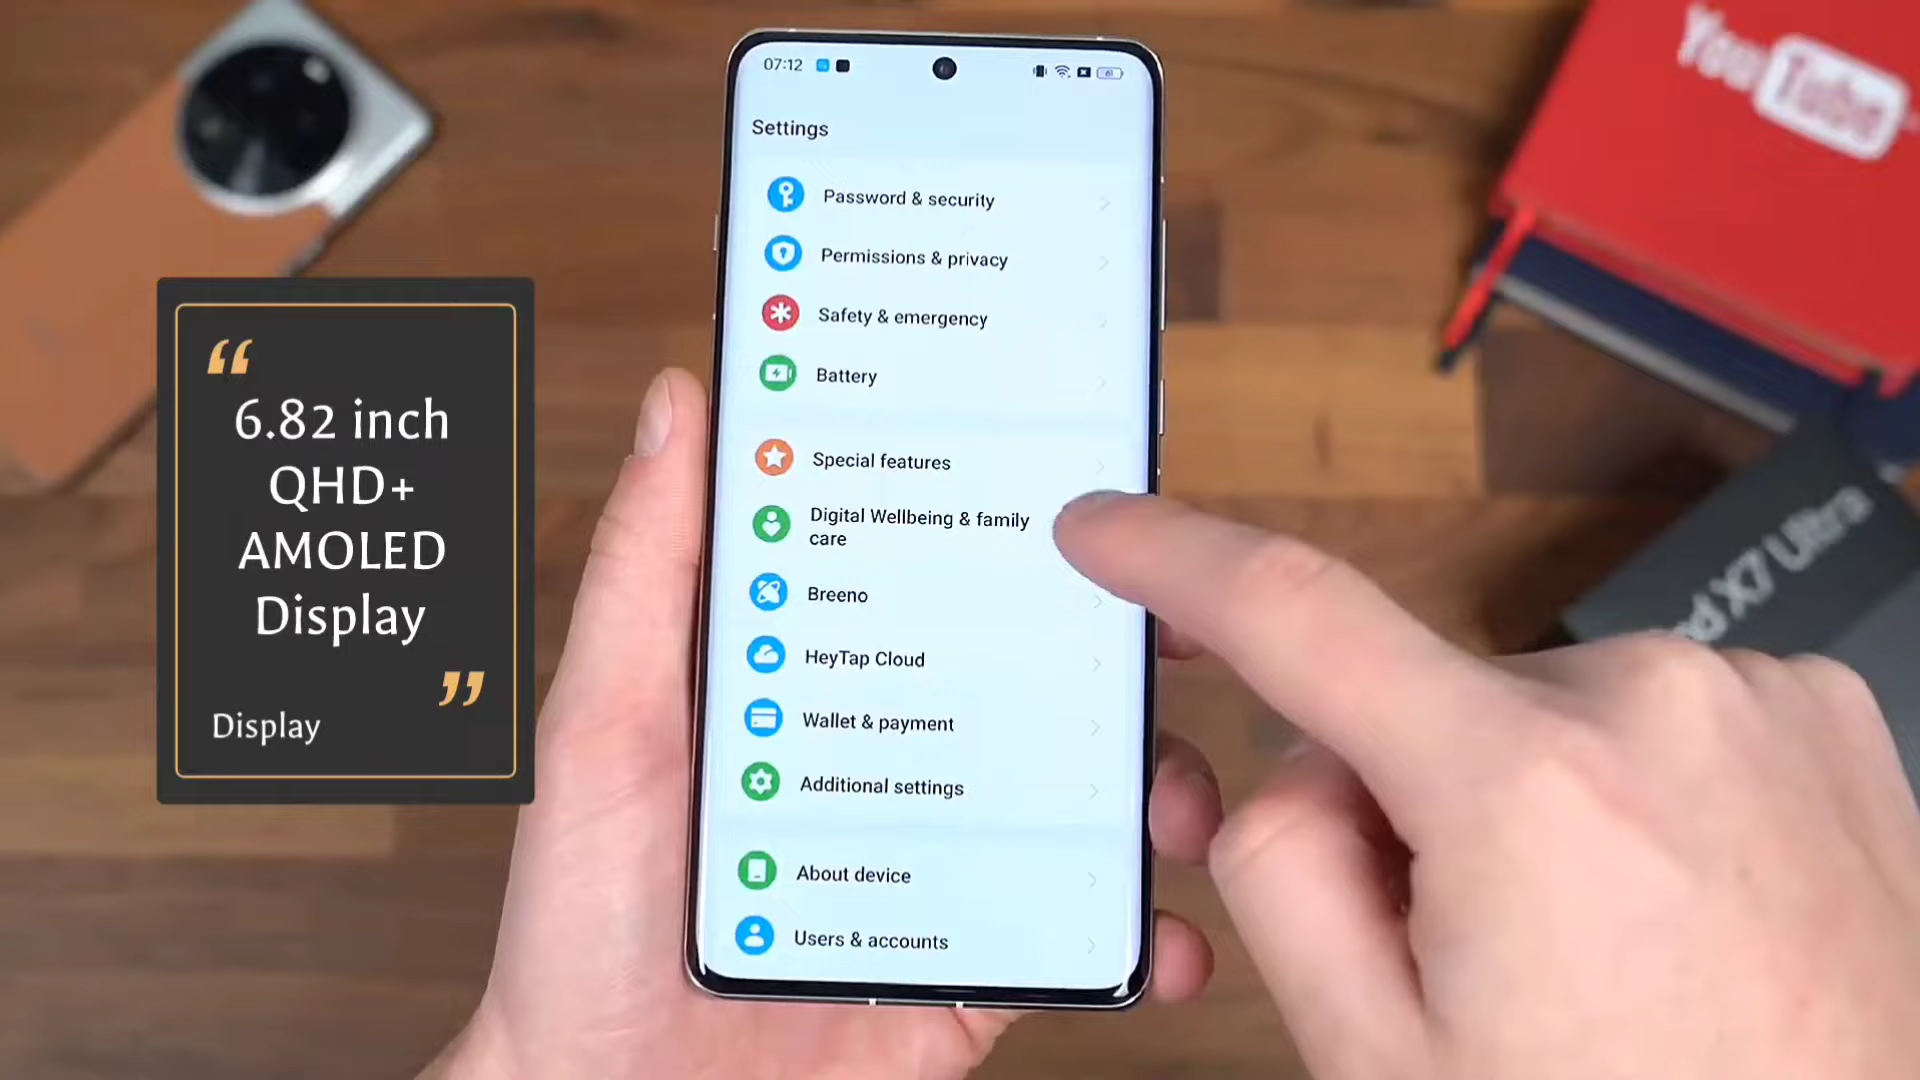 07:12
61
Settings
Password & security
Permissions & privacy
Safety & emergency
Battery
Special features
Digital Wellbeing & family
care
Breeno
HeyTap Cloud
Wallet & payment
Additional settings
About device
Users & accounts
“
6.82 inch
QHD+
AMOLED
Display
”
Display
YouTube
X7 Ultra